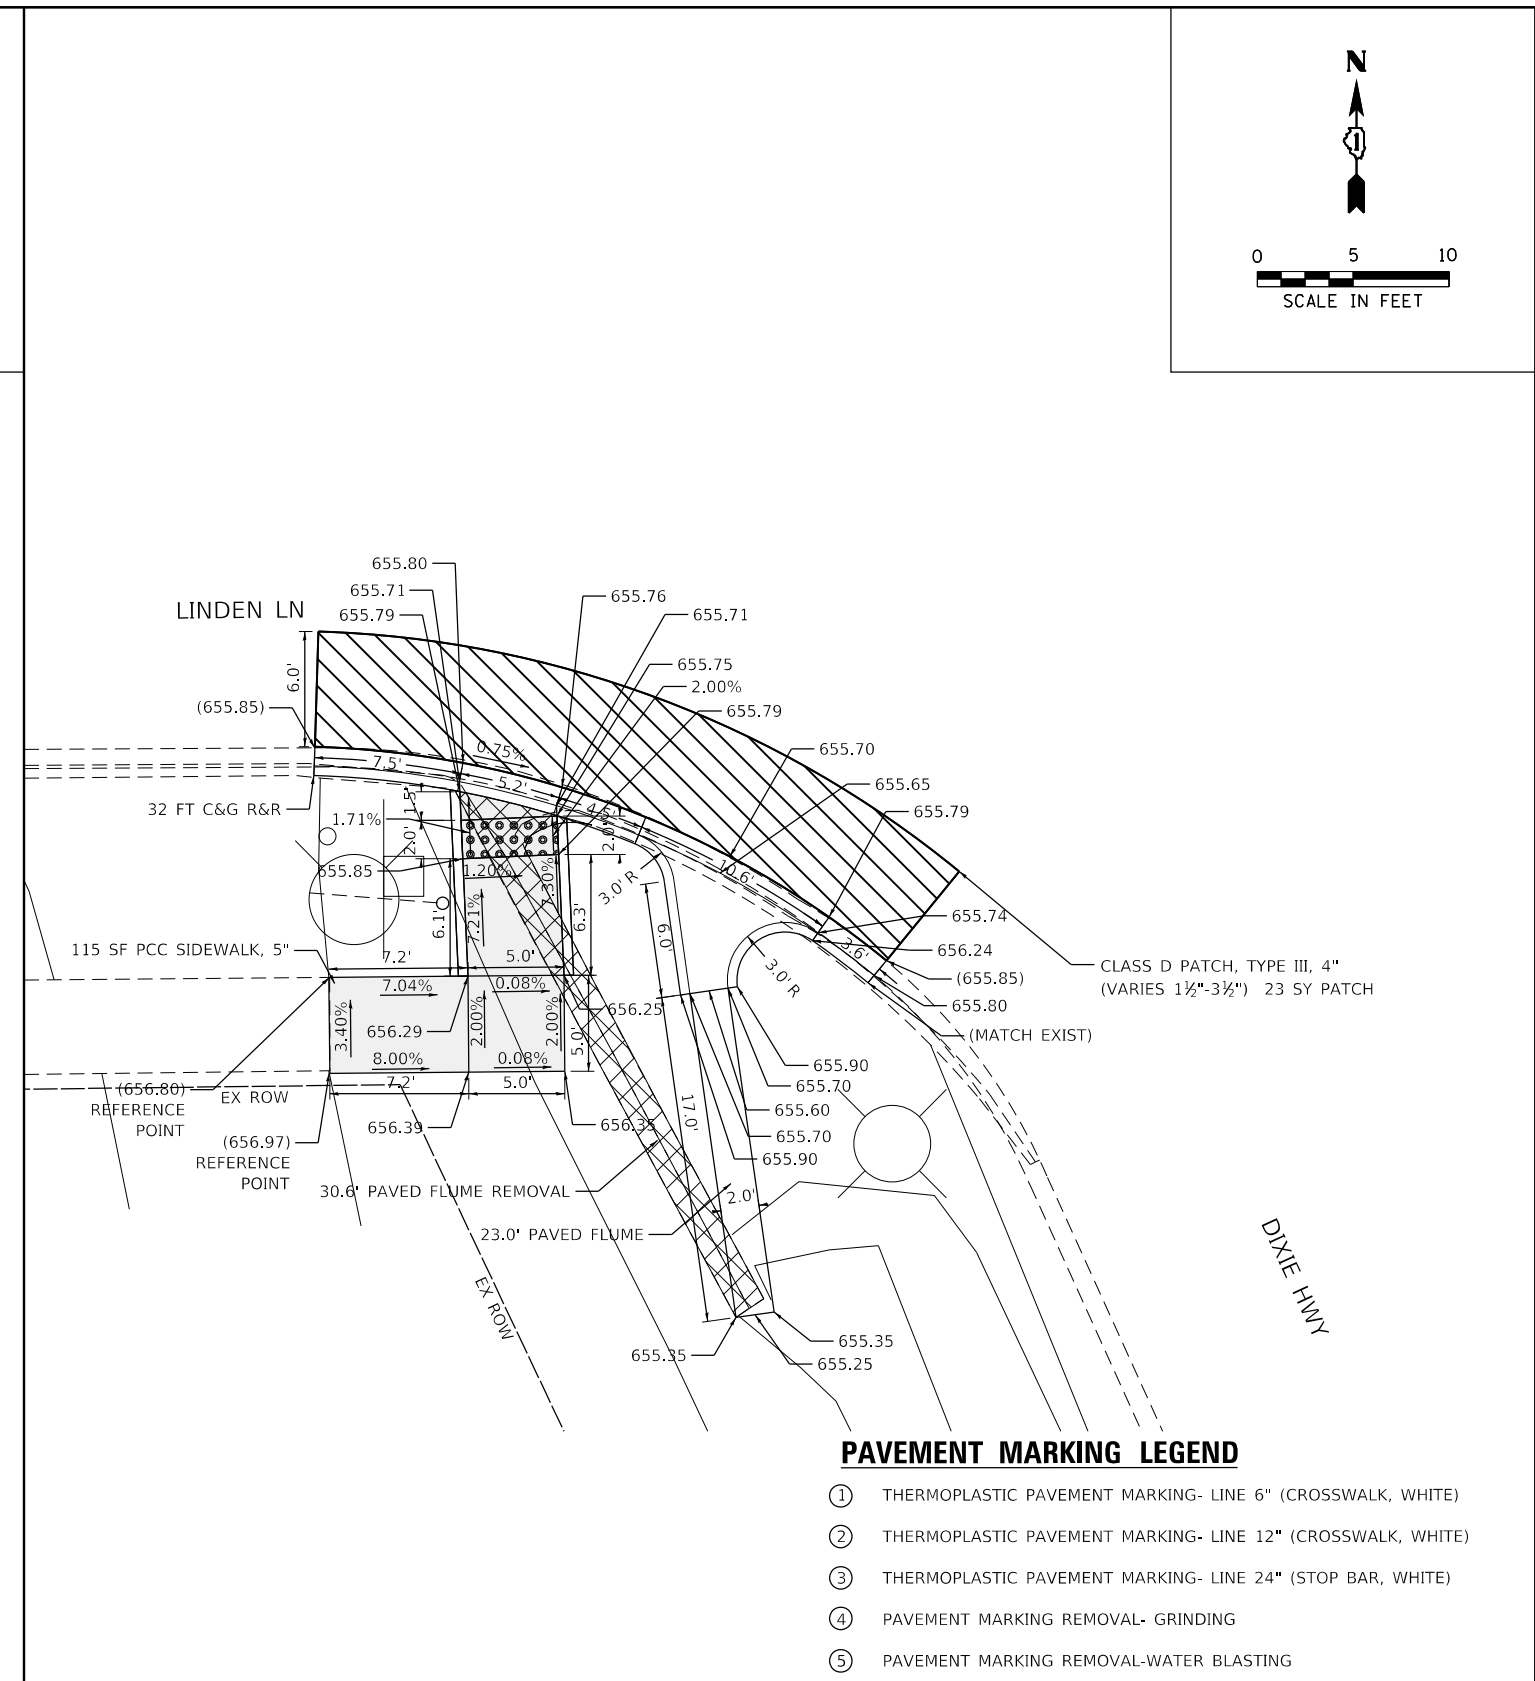 N
1
0 5 10
SCALE IN FEET
LINDEN LN
655.80
655.71
655.79
655.76
655.71
655.75
2.00%
655.79
6.0'
(655.85)
0.75%
7.5'
5.2'
4.5'
655.70
655.65
655.79
32 FT C&G R&R
1.5'
1.71%
2.0'
2.0'
655.85
1.20%
7.30%
3.0'R
10.6'
655.74
656.24
(655.85)
655.80
(MATCH EXIST)
3.6'
CLASS D PATCH, TYPE III, 4"
(VARIES 1½"-3½") 23 SY PATCH
6.1'
7.21%
6.3'
6.0'
3.0'R
115 SF PCC SIDEWALK, 5"
7.2'
5.0'
7.04%
0.08%
3.40%
656.29
2.00%
2.00%
5.0'
656.25
8.00%
0.08%
7.2'
5.0'
(656.80)
REFERENCE
POINT
EX ROW
(656.97)
REFERENCE
POINT
656.39
656.35
655.90
655.70
655.60
655.70
655.90
17.0'
30.6' PAVED FLUME REMOVAL
2.0'
23.0' PAVED FLUME
EX ROW
DIXIE HWY
655.35
655.35
655.25
PAVEMENT MARKING LEGEND
1 THERMOPLASTIC PAVEMENT MARKING- LINE 6" (CROSSWALK, WHITE)
2 THERMOPLASTIC PAVEMENT MARKING- LINE 12" (CROSSWALK, WHITE)
3 THERMOPLASTIC PAVEMENT MARKING- LINE 24" (STOP BAR, WHITE)
4 PAVEMENT MARKING REMOVAL- GRINDING
5 PAVEMENT MARKING REMOVAL-WATER BLASTING